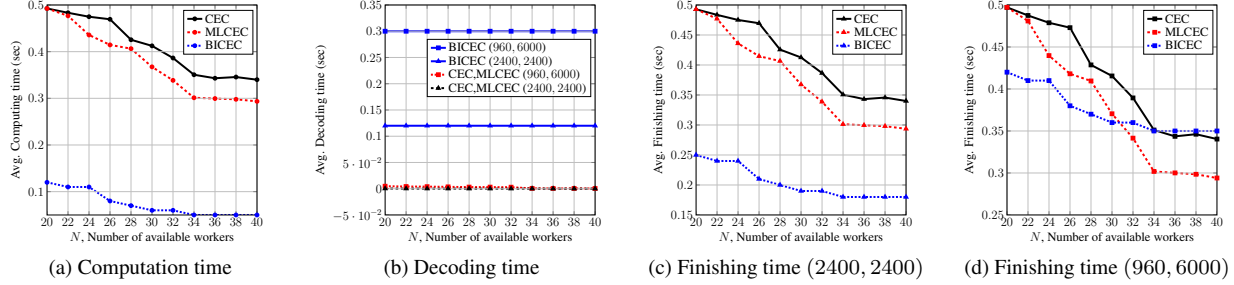 0.5
0.4
0.3
0.2
0.1
20 22 24 26 28 30 32 34 36 38 40
N, Number of available workers
Avg. Computing time (sec)
CEC
MLCEC
BICEC
(a) Computation time
0.3
0.25
0.2
0.15
0.1
5 · 10⁻²
0
−5 · 10⁻²
20 22 24 26 28 30 32 34 36 38 40
N, Number of available workers
Avg. Decoding time (sec)
BICEC (960, 6000)
BICEC (2400, 2400)
CEC,MLCEC (960, 6000)
CEC,MLCEC (2400, 2400)
(b) Decoding time
0.5
0.45
0.4
0.35
0.3
0.25
0.2
0.15
20 22 24 26 28 30 32 34 36 38 40
N, Number of available workers
Avg. Finishing time (sec)
CEC
MLCEC
BICEC
(c) Finishing time (2400, 2400)
0.5
0.45
0.4
0.35
0.3
0.25
20 22 24 26 28 30 32 34 36 38 40
N, Number of available workers
Avg. Finishing time (sec)
CEC
MLCEC
BICEC
(d) Finishing time (960, 6000)